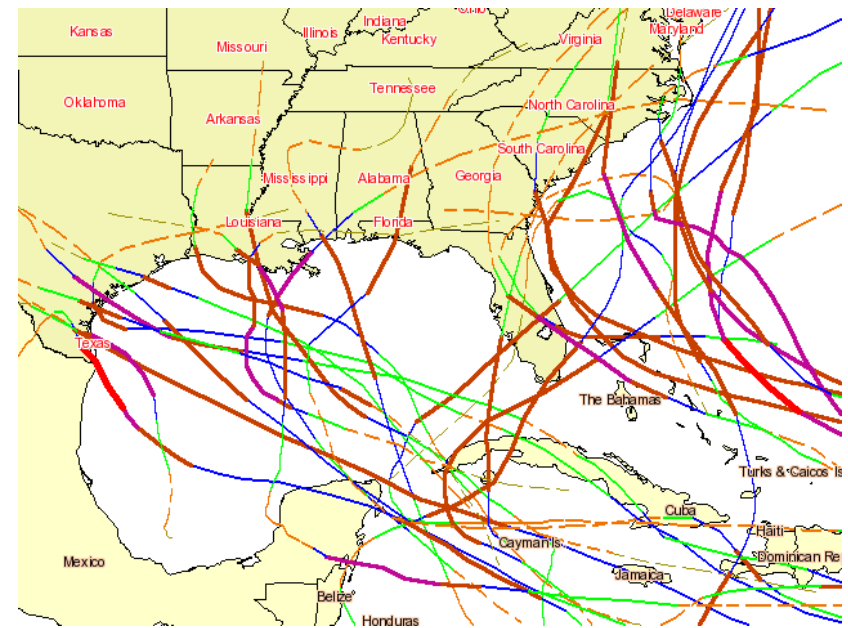 Ohio
Delaware
Indiana
Kansas
Illinois
Maryland
Virginia
Kentucky
Missouri
Tennessee
Oklahoma
North Carolina
Arkansas
South Carolina
Mississippi
Alabama
Georgia
Louisiana
Florida
Texas
The Bahamas
Turks & Caicos Is
Cuba
Haiti
Cayman Is.
Dominican Re
Mexico
Jamaica
Belize
Honduras